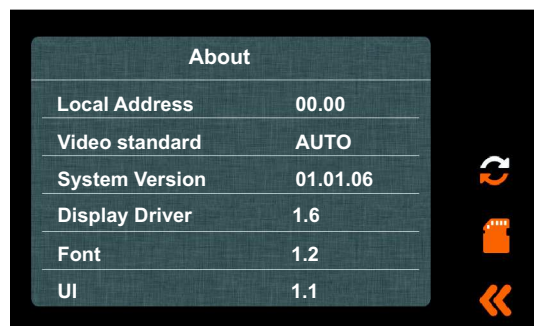 About
Local Address 00.00
Video standard AUTO
System Version 01.01.06
Display Driver 1.6
Font 1.2
UI 1.1